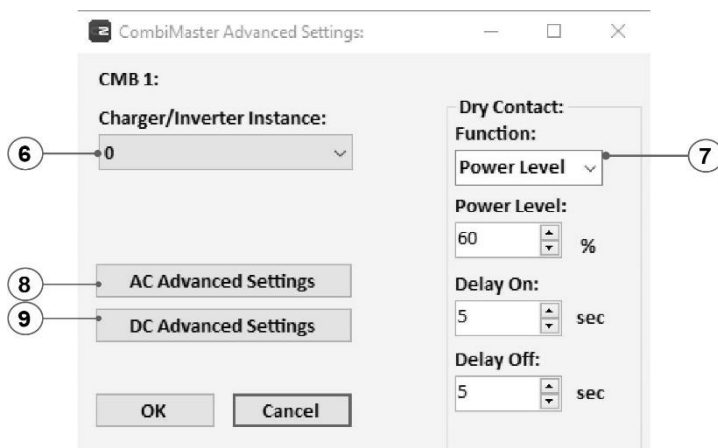 CombiMaster Advanced Settings:
CMB 1:
Charger/Inverter Instance:
0
6
Dry Contact:
Function:
Power Level
7
Power Level:
60 %
8
AC Advanced Settings
9
DC Advanced Settings
Delay On:
5 sec
Delay Off:
5 sec
OK
Cancel